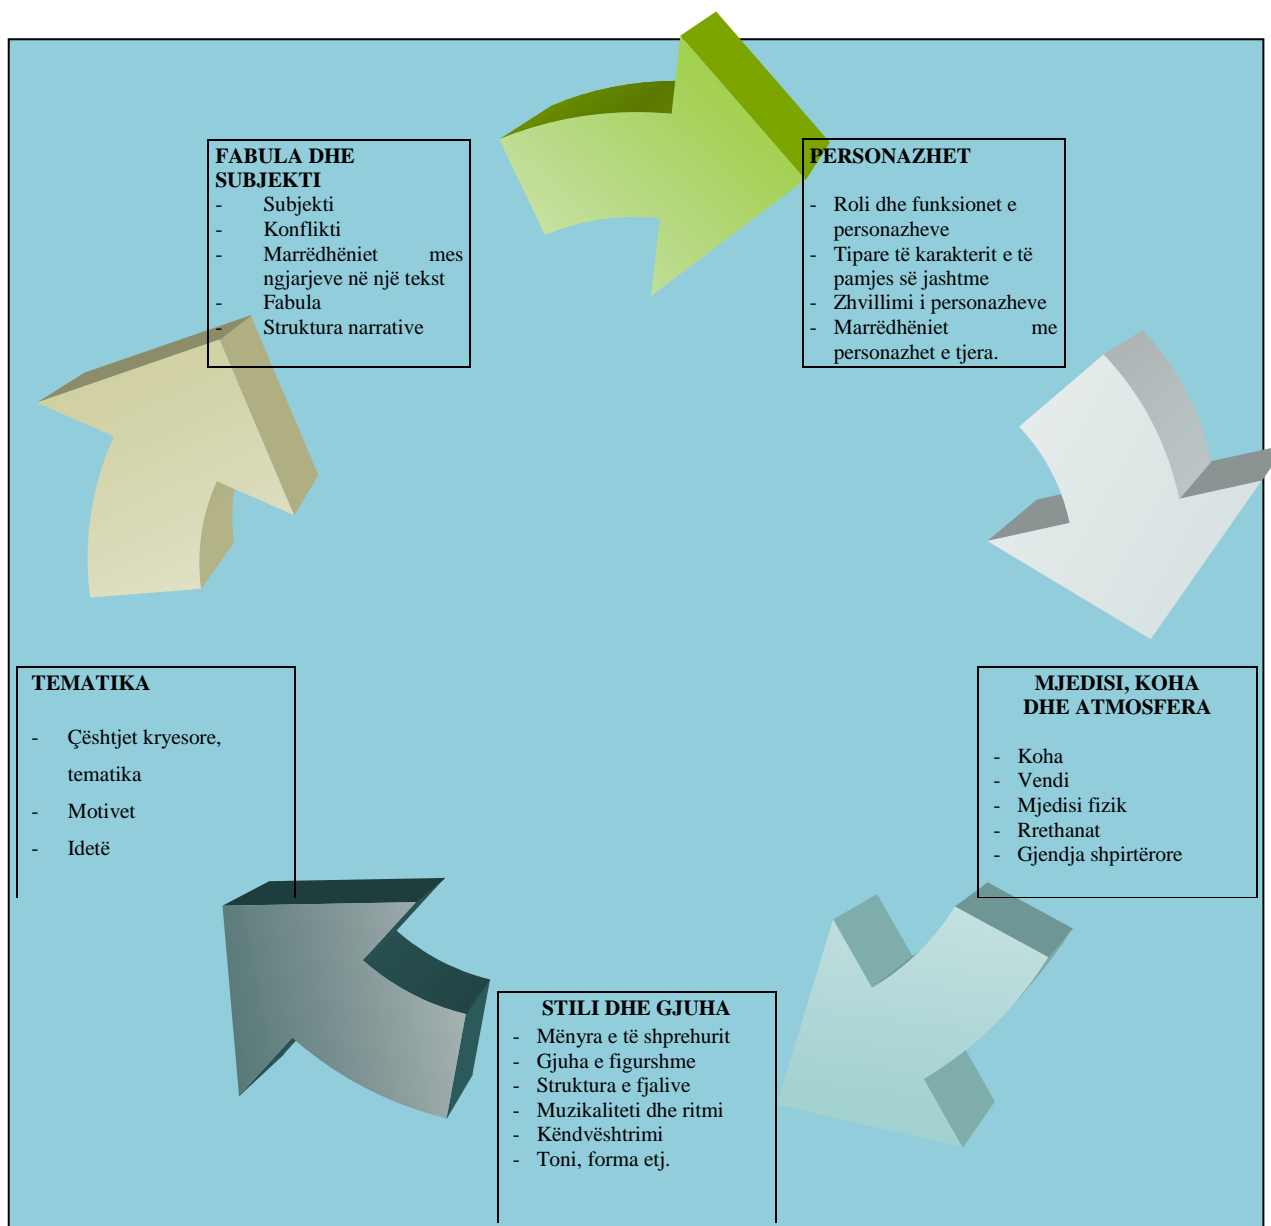 FABULA DHE
SUBJEKTI
- Subjekti
- Konflikti
- Marrëdhëniet mes
ngjarjeve në një tekst
- Fabula
- Struktura narrative
PERSONAZHET
- Roli dhe funksionet e
personazheve
- Tipare të karakterit e të
pamjes së jashtme
- Zhvillimi i personazheve
- Marrëdhëniet me
personazhet e tjera.
MJEDISI, KOHA
DHE ATMOSFERA
- Koha
- Vendi
- Mjedisi fizik
- Rrethanat
- Gjendja shpirtërore
STILI DHE GJUHA
- Mënyra e të shprehurit
- Gjuha e figurshme
- Struktura e fjalive
- Muzikaliteti dhe ritmi
- Këndvështrimi
- Toni, forma etj.
TEMATIKA
- Çështjet kryesore,
tematika
- Motivet
- Idetë